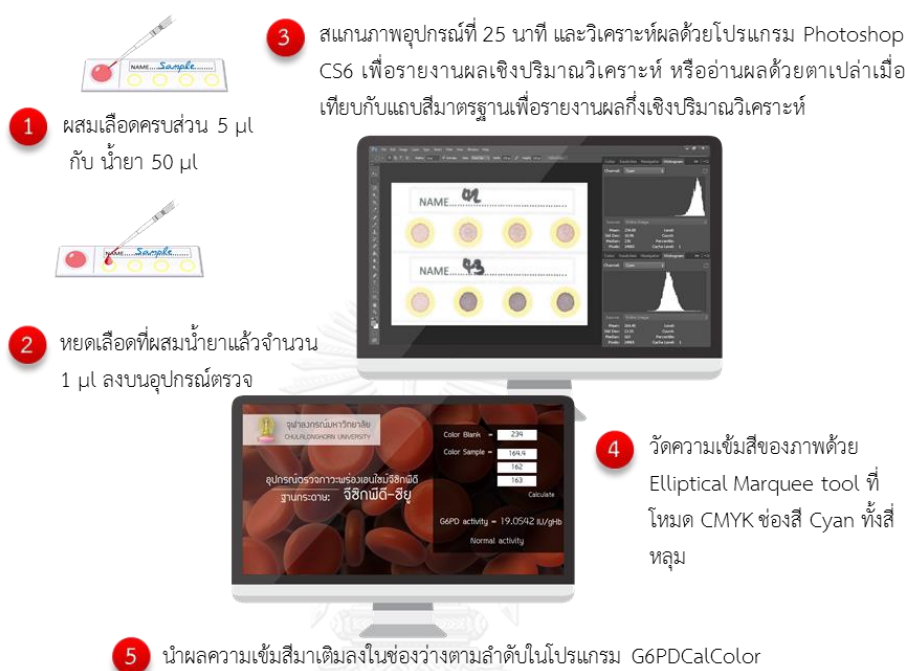 NAME....Sample........
1 ผสมเลือดครบส่วน 5 µl
กับ น้ำยา 50 µl
NAME....Sample........
2 หยดเลือดที่ผสมน้ำยาแล้วจำนวน
1 µl ลงบนอุปกรณ์ตรวจ
3 สแกนภาพอุปกรณ์ที่ 25 นาที และวิเคราะห์ผลด้วยโปรแกรม Photoshop
CS6 เพื่อรายงานผลเชิงปริมาณวิเคราะห์ หรืออ่านผลด้วยตาเปล่าเมื่อ
เทียบกับแถบสีมาตรฐานเพื่อรายงานผลกึ่งเชิงปริมาณวิเคราะห์
NAME
NAME
จุฬาลงกรณ์มหาวิทยาลัย
CHULALONGKORN UNIVERSITY
อุปกรณ์ตรวจภาวะพร่องเอนไซม์จีซิกพีดี
ฐานกระดาษ: จีซิกพีดี-ซียู
Color Blank = 234
Color Sample = 164.4
162
163
Calculate
G6PD activity = 19.0542 IU/gHb
Normal activity
4 วัดความเข้มสีของภาพด้วย
Elliptical Marquee tool ที่
โหมด CMYK ช่องสี Cyan ทั้งสี่
หลุม
5 นำผลความเข้มสีมาเติมลงในช่องว่างตามลำดับในโปรแกรม G6PDCalColor